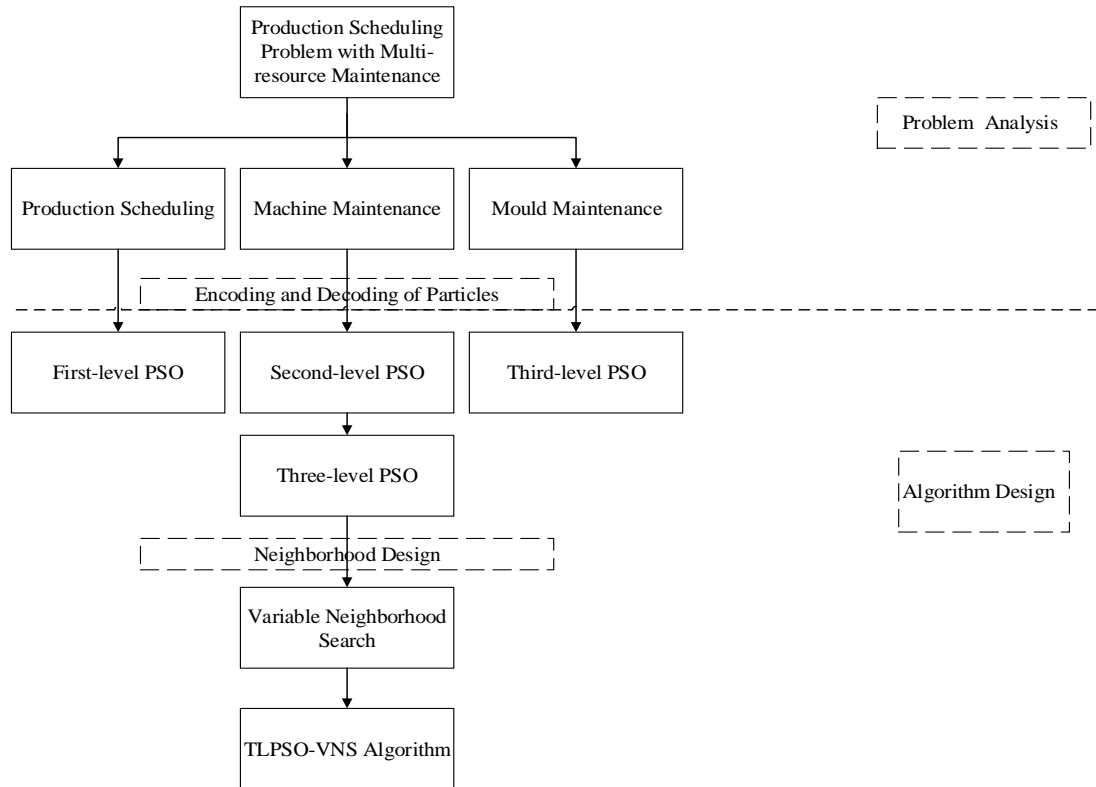 Production Scheduling
Problem with Multi-
resource Maintenance
Problem Analysis
Production Scheduling
Machine Maintenance
Mould Maintenance
Encoding and Decoding of Particles
First-level PSO
Second-level PSO
Third-level PSO
Three-level PSO
Algorithm Design
Neighborhood Design
Variable Neighborhood
Search
TLPSO-VNS Algorithm